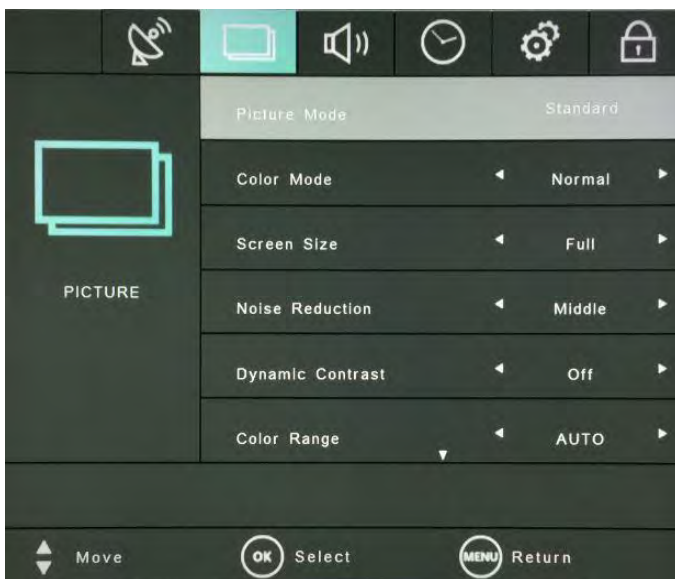 Picture Mode Standard
Color Mode Normal
Screen Size Full
PICTURE
Noise Reduction Middle
Dynamic Contrast Off
Color Range AUTO
Move OK Select MENU Return